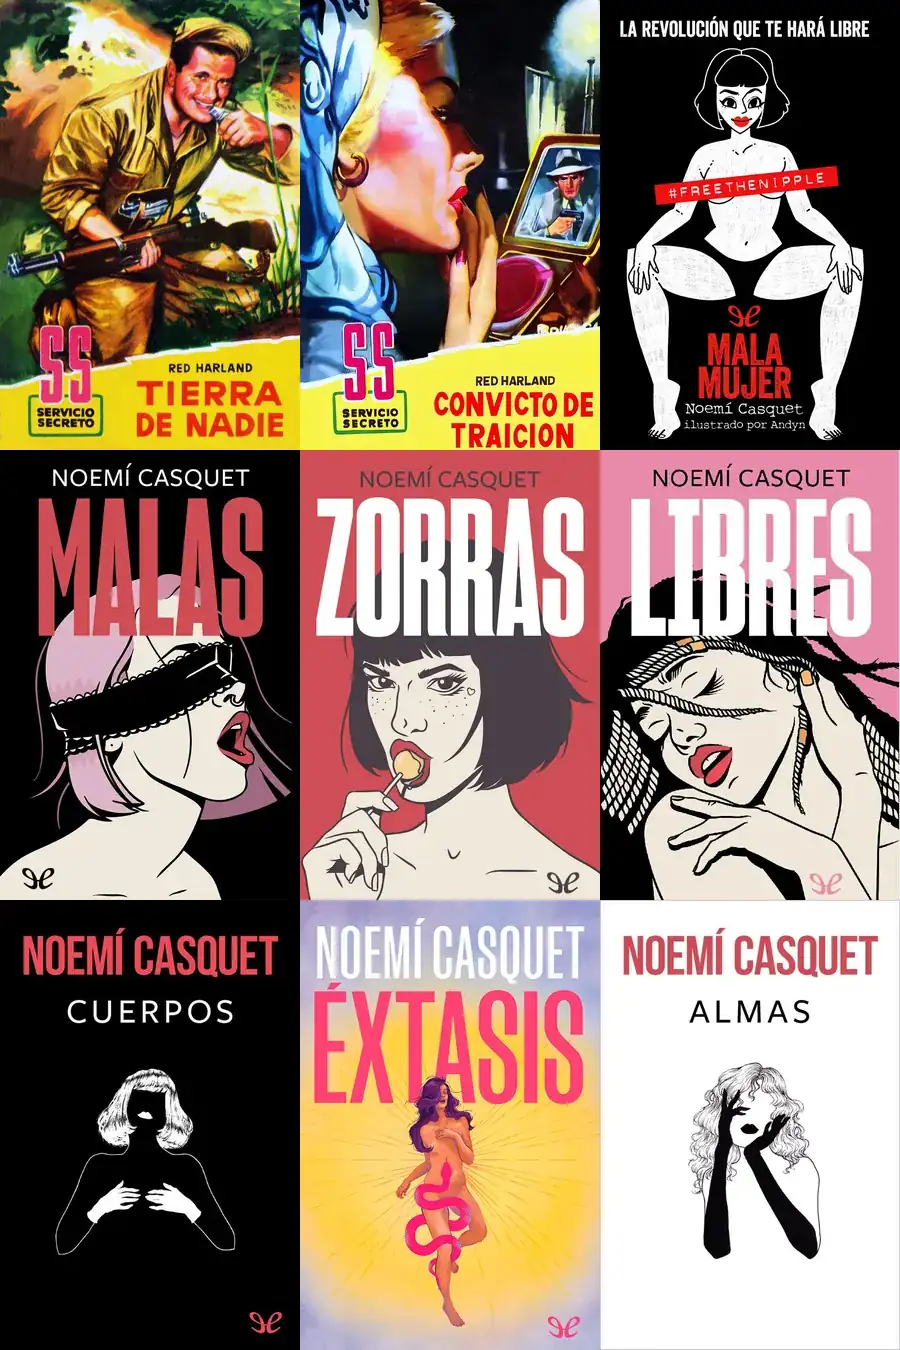 SS
SERVICIO
SECRETO
RED HARLAND
TIERRA
DE NADIE
SS
SERVICIO
SECRETO
RED HARLAND
CONVICTO DE
TRAICION
LA REVOLUCIÓN QUE TE HARÁ LIBRE
#FREETHENIPPLE
MALA
MUJER
Noemí Casquet
ilustrado por Andyn
NOEMÍ CASQUET
MALAS
NOEMÍ CASQUET
ZORRAS
NOEMÍ CASQUET
LIBRES
NOEMÍ CASQUET
CUERPOS
NOEMÍ CASQUET
ÉXTASIS
NOEMÍ CASQUET
ALMAS